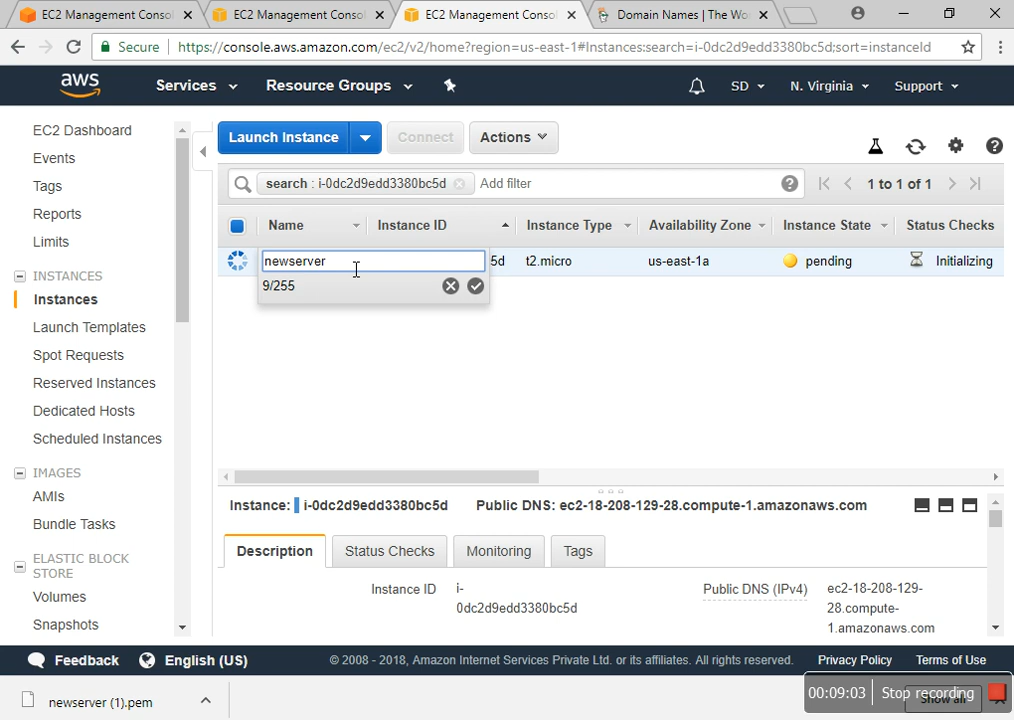 EC2 Management Conso
EC2 Management Conso
EC2 Management Conso
Domain Names | The Wo
Secure
https://console.aws.amazon.com/ec2/v2/home?region=us-east-1#Instances:search=i-0dc2d9edd3380bc5d;sort=instanceId
aws
Services
Resource Groups
SD
N. Virginia
Support
EC2 Dashboard
Events
Tags
Reports
Limits
INSTANCES
Instances
Launch Templates
Spot Requests
Reserved Instances
Dedicated Hosts
Scheduled Instances
IMAGES
AMIs
Bundle Tasks
ELASTIC BLOCK
STORE
Volumes
Snapshots
Launch Instance
Connect
Actions
search : i-0dc2d9edd3380bc5d
Add filter
1 to 1 of 1
Name
Instance ID
Instance Type
Availability Zone
Instance State
Status Checks
newserver
5d
t2.micro
us-east-1a
pending
Initializing
9/255
Instance: i-0dc2d9edd3380bc5d
Public DNS: ec2-18-208-129-28.compute-1.amazonaws.com
Description
Status Checks
Monitoring
Tags
Instance ID
i-
0dc2d9edd3380bc5d
Public DNS (IPv4)
ec2-18-208-129-
28.compute-
1.amazonaws.com
Feedback
English (US)
© 2008 - 2018, Amazon Internet Services Private Ltd. or its affiliates. All rights reserved.
Privacy Policy
Terms of Use
newserver (1).pem
00:09:03
Stop recording
Show all